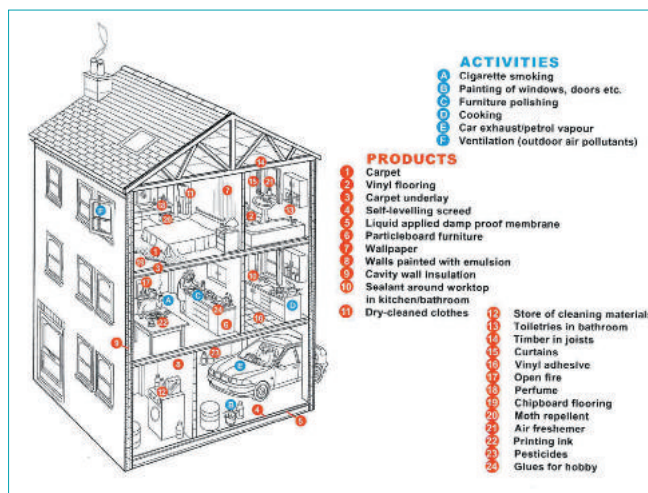 ACTIVITIES
A Cigarette smoking
B Painting of windows, doors etc.
C Furniture polishing
D Cooking
E Car exhaust/petrol vapour
F Ventilation (outdoor air pollutants)
PRODUCTS
1 Carpet
2 Vinyl flooring
3 Carpet underlay
4 Self-levelling screed
5 Liquid applied damp proof membrane
6 Particleboard furniture
7 Wallpaper
8 Walls painted with emulsion
9 Cavity wall insulation
10 Sealant around worktop
in kitchen/bathroom
11 Dry-cleaned clothes
12 Store of cleaning materials
13 Toiletries in bathroom
14 Timber in joists
15 Curtains
16 Vinyl adhesive
17 Open fire
18 Perfume
19 Chipboard flooring
20 Moth repellent
21 Air freshener
22 Printing ink
23 Pesticides
24 Glues for hobby